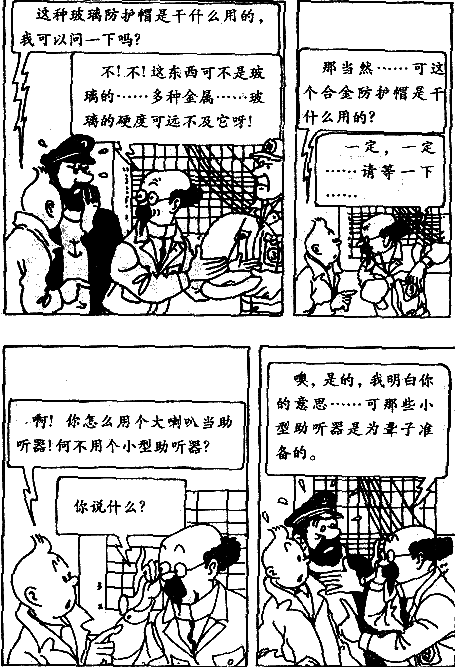 这种玻璃防护帽是干什么用的，
我可以问一下吗？
不！不！这东西可不是玻
璃的……多种金属……玻
璃的硬度可远不及它呀！
那当然……可这
个合金防护帽是干
什么用的？
一定，一定
……请等一下
……
啊！你怎么用个大喇叭当助
听器！何不用个小型助听器？
你说什么？
噢，是的，我明白你
的意思……可那些小
型助听器是为聋子准
备的。